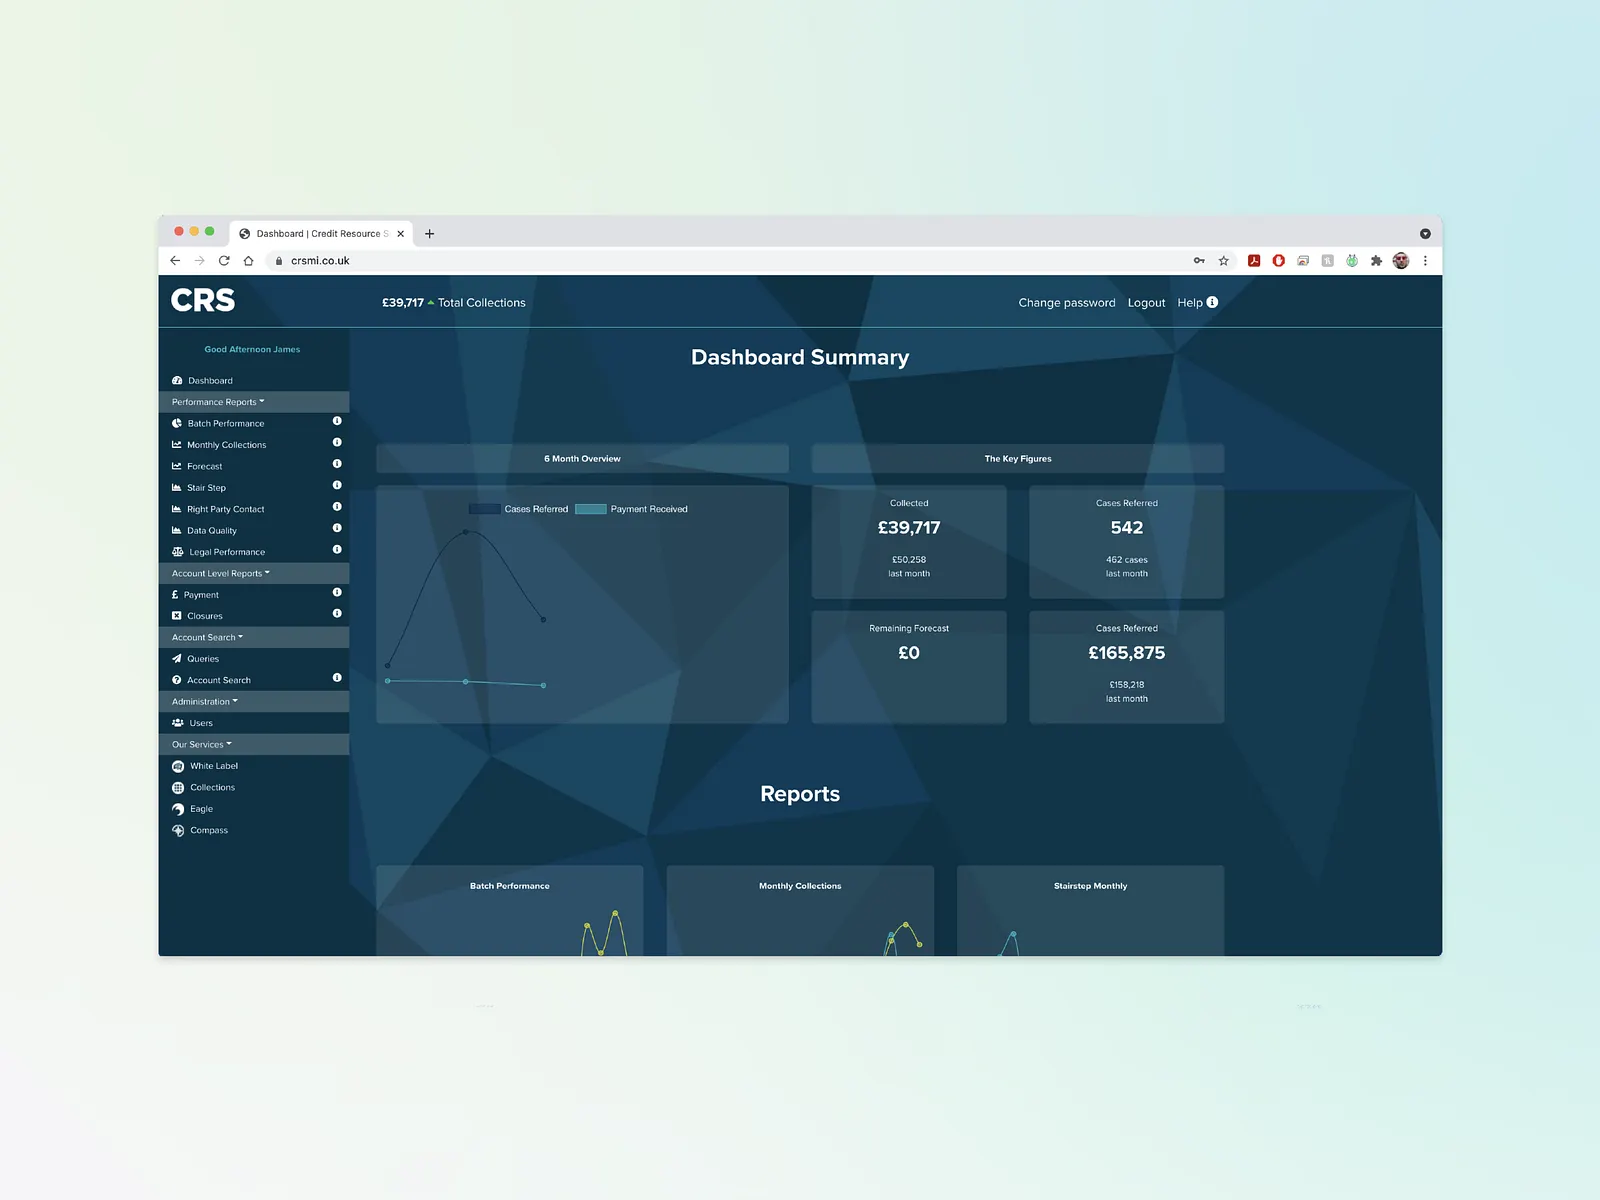 Dashboard | Credit Resource S
crsmi.co.uk
CRS
£39,717 Total Collections
Change password Logout Help
Good Afternoon James
Dashboard
Performance Reports
Batch Performance
Monthly Collections
Forecast
Stair Step
Right Party Contact
Data Quality
Legal Performance
Account Level Reports
Payment
Closures
Account Search
Queries
Account Search
Administration
Users
Our Services
White Label
Collections
Eagle
Compass
Dashboard Summary
6 Month Overview
Cases Referred Payment Received
The Key Figures
Collected
£39,717
£50,258
last month
Cases Referred
542
462 cases
last month
Remaining Forecast
£0
Cases Referred
£165,875
£158,218
last month
Reports
Batch Performance
Monthly Collections
Stairstep Monthly